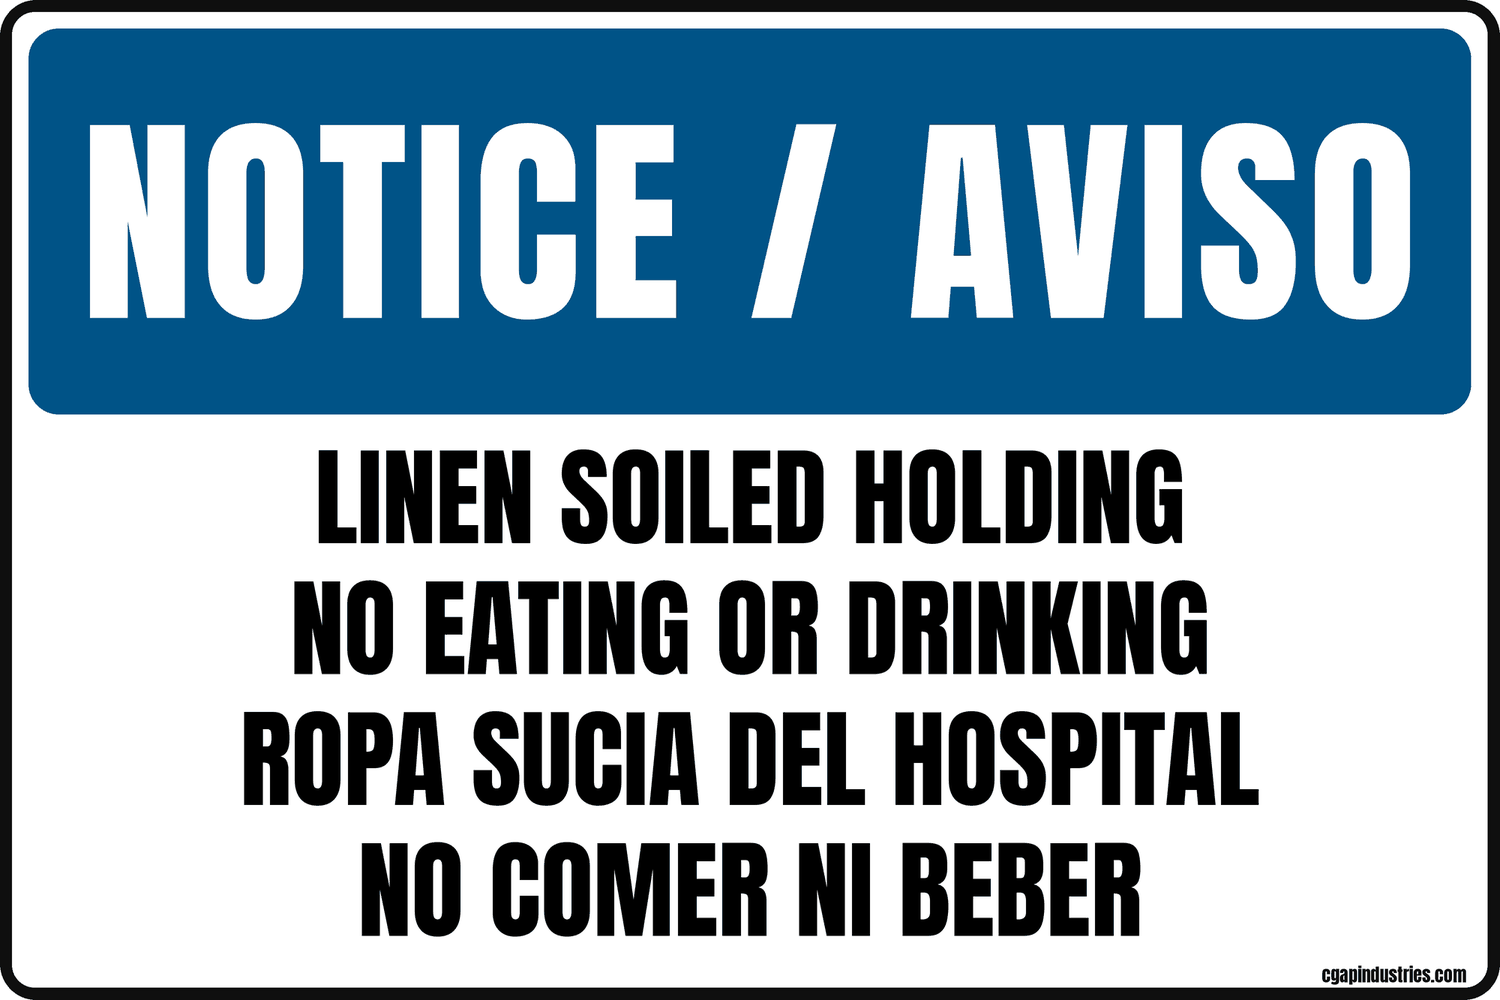 NOTICE / AVISO
LINEN SOILED HOLDING
NO EATING OR DRINKING
ROPA SUCIA DEL HOSPITAL
NO COMER NI BEBER
cgapindustries.com